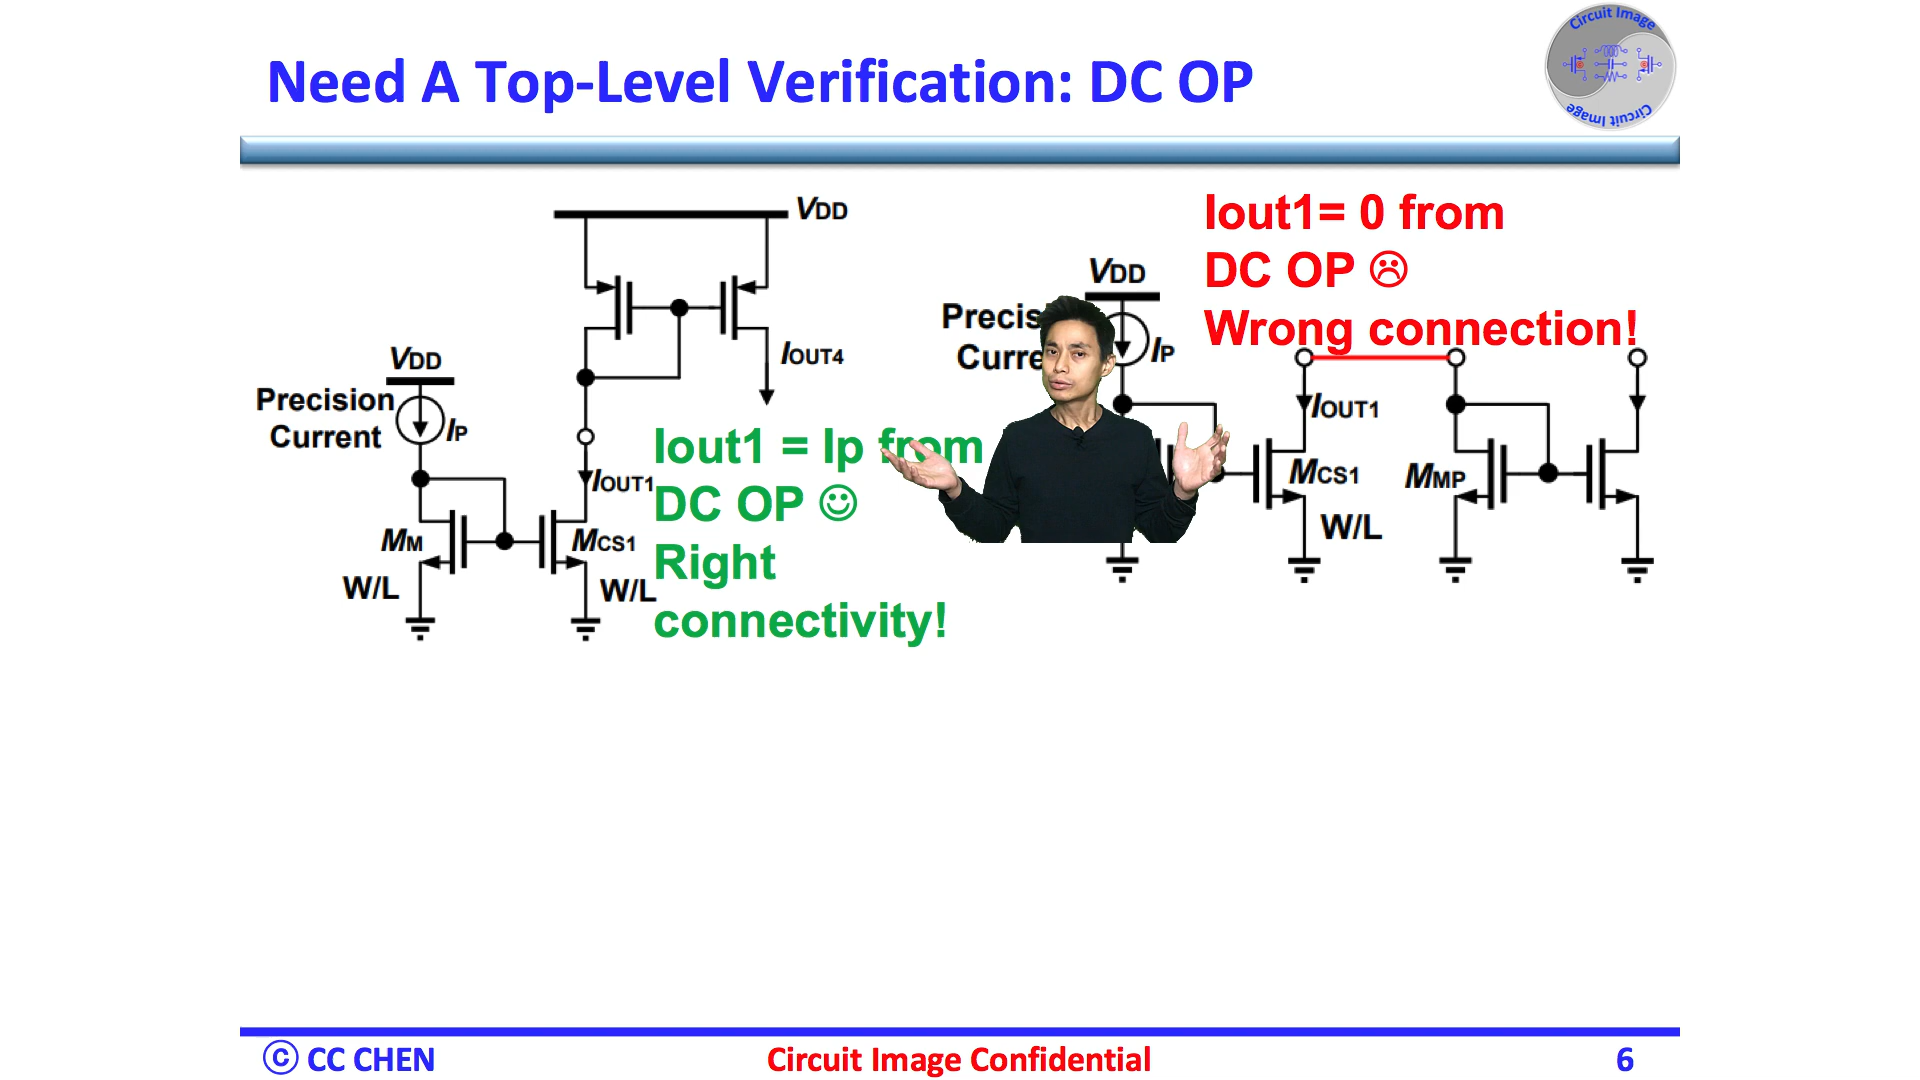 Need A Top-Level Verification: DC OP
Circuit Image
Circuit Image
VDD
IOUT4
VDD
Precision
Current
IP
IOUT1
MM
MCS1
W/L
W/L
Iout1 = Ip from
DC OP ☺
Right
connectivity!
Iout1= 0 from
DC OP ☹
Wrong connection!
VDD
IP
IOUT1
MCS1
MMP
W/L
© CC CHEN
Circuit Image Confidential
6